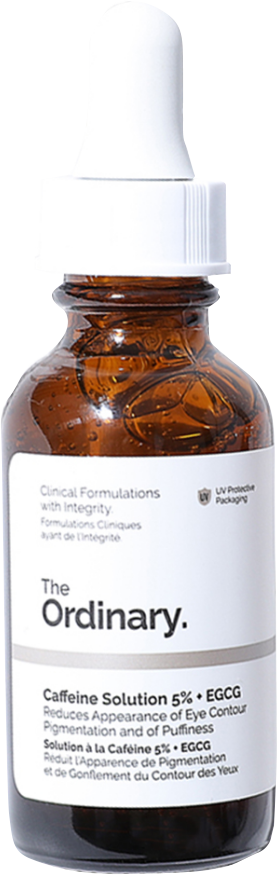 Clinical Formulations
with Integrity.
Formulations Cliniques
ayant de l'Integrité.
UV
UV Protective
Packaging
The
Ordinary.
Caffeine Solution 5% + EGCG
Reduces Appearance of Eye Contour
Pigmentation and of Puffiness
Solution à la Caféine 5% + EGCG
Réduit l'Apparence de Pigmentation
et de Gonflement du Contour des Yeux